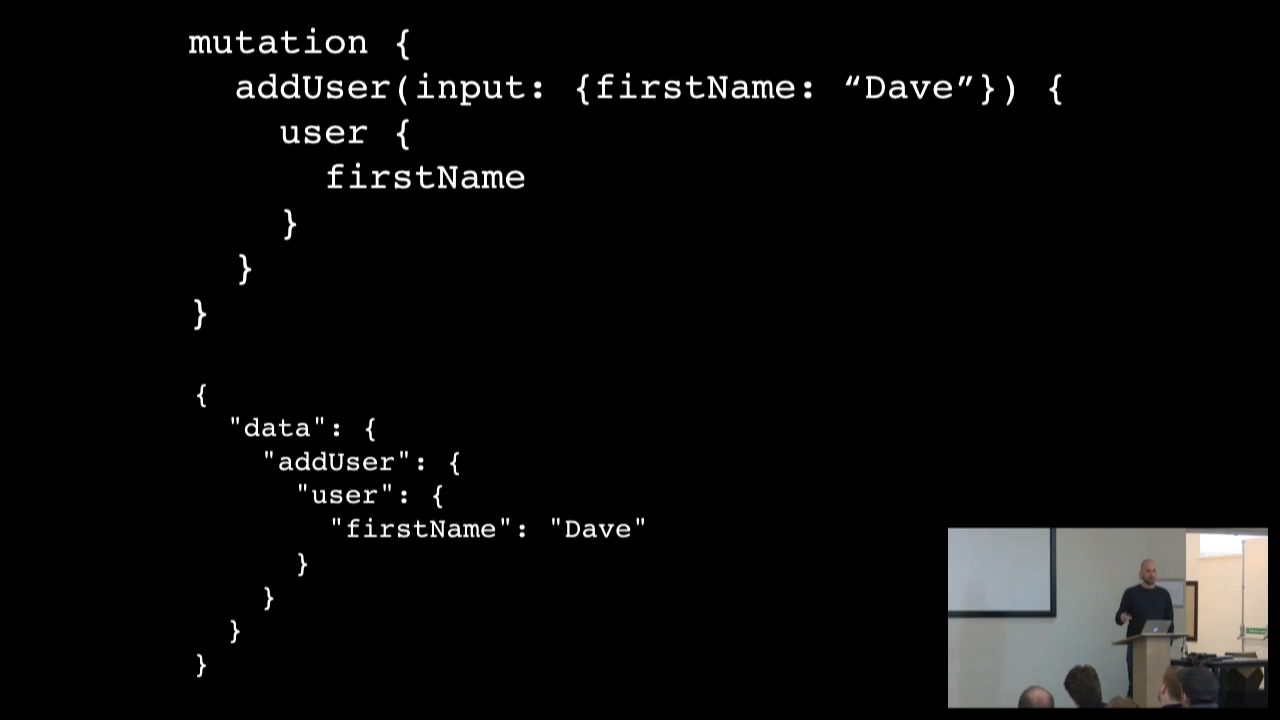 mutation {
addUser(input: {firstName: “Dave”}) {
user {
firstName
}
}
}
{
"data": {
"addUser": {
"user": {
"firstName": "Dave"
}
}
}
}